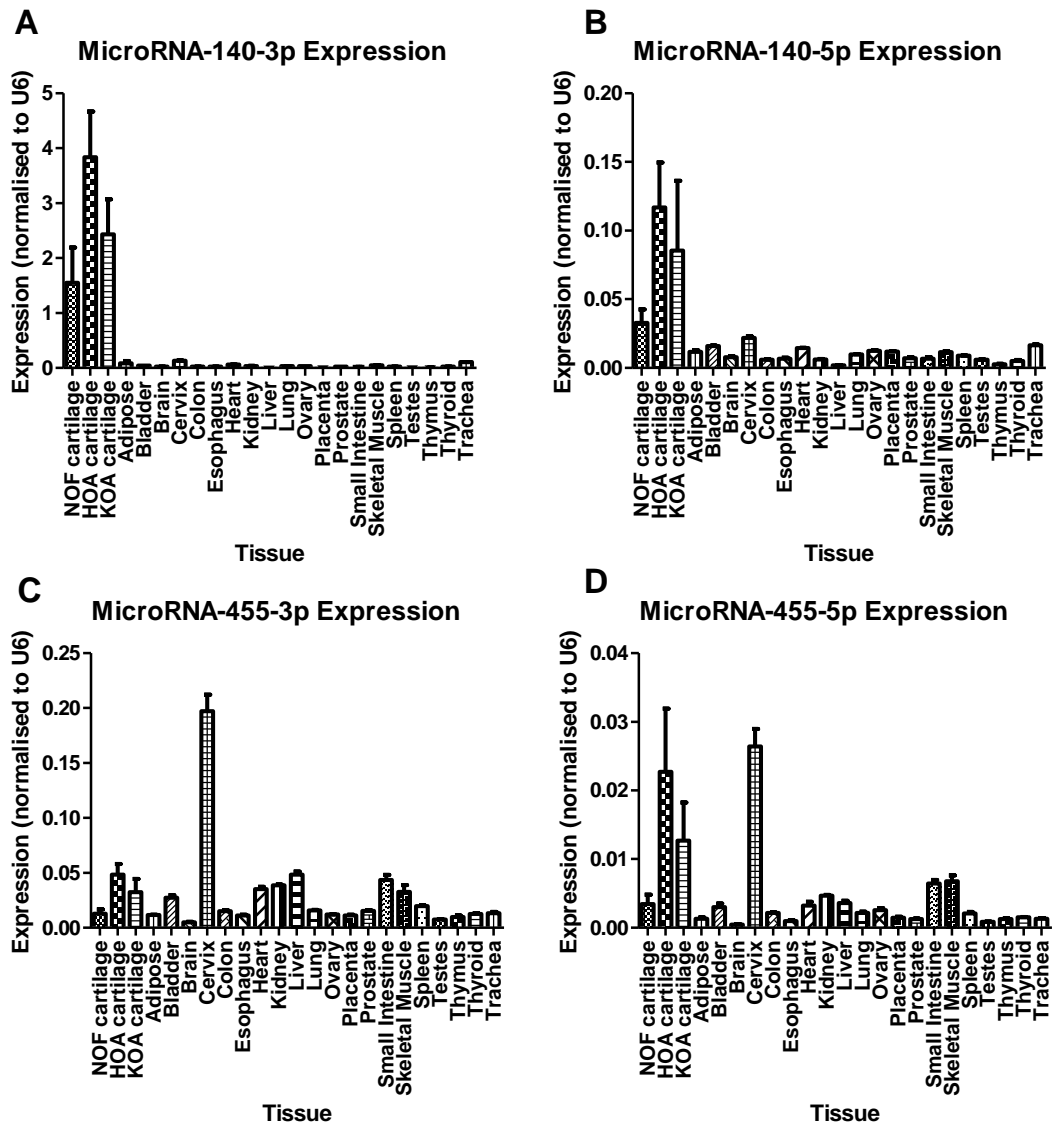 A
MicroRNA-140-3p Expression
Expression (normalised to U6)
5
4
3
2
1
0
NOF cartilage
HOA cartilage
KOA cartilage
Adipose
Bladder
Brain
Cervix
Colon
Esophagus
Heart
Kidney
Liver
Lung
Ovary
Placenta
Prostate
Small Intestine
Skeletal Muscle
Spleen
Testes
Thymus
Thyroid
Trachea
Tissue
B
MicroRNA-140-5p Expression
Expression (normalised to U6)
0.20
0.15
0.10
0.05
0.00
NOF cartilage
HOA cartilage
KOA cartilage
Adipose
Bladder
Brain
Cervix
Colon
Esophagus
Heart
Kidney
Liver
Lung
Ovary
Placenta
Prostate
Small Intestine
Skeletal Muscle
Spleen
Testes
Thymus
Thyroid
Trachea
Tissue
C
MicroRNA-455-3p Expression
Expression (normalised to U6)
0.25
0.20
0.15
0.10
0.05
0.00
NOF cartilage
HOA cartilage
KOA cartilage
Adipose
Bladder
Brain
Cervix
Colon
Esophagus
Heart
Kidney
Liver
Lung
Ovary
Placenta
Prostate
Small Intestine
Skeletal Muscle
Spleen
Testes
Thymus
Thyroid
Trachea
Tissue
D
MicroRNA-455-5p Expression
Expression (normalised to U6)
0.04
0.03
0.02
0.01
0.00
NOF cartilage
HOA cartilage
KOA cartilage
Adipose
Bladder
Brain
Cervix
Colon
Esophagus
Heart
Kidney
Liver
Lung
Ovary
Placenta
Prostate
Small Intestine
Skeletal Muscle
Spleen
Testes
Thymus
Thyroid
Trachea
Tissue